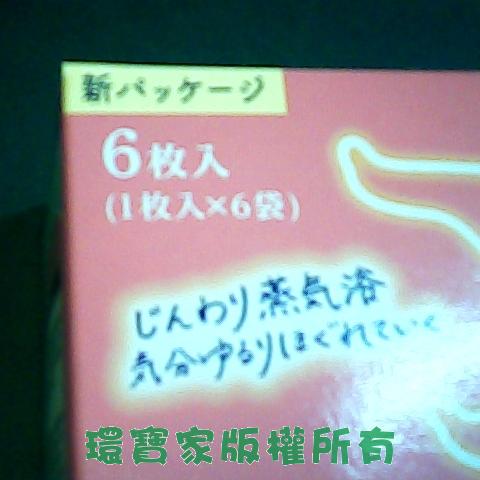 新パッケージ
6枚入
(1枚入×6袋)
じんわり蒸気浴
気分ゆるりほぐれていく
環寶家版權所有